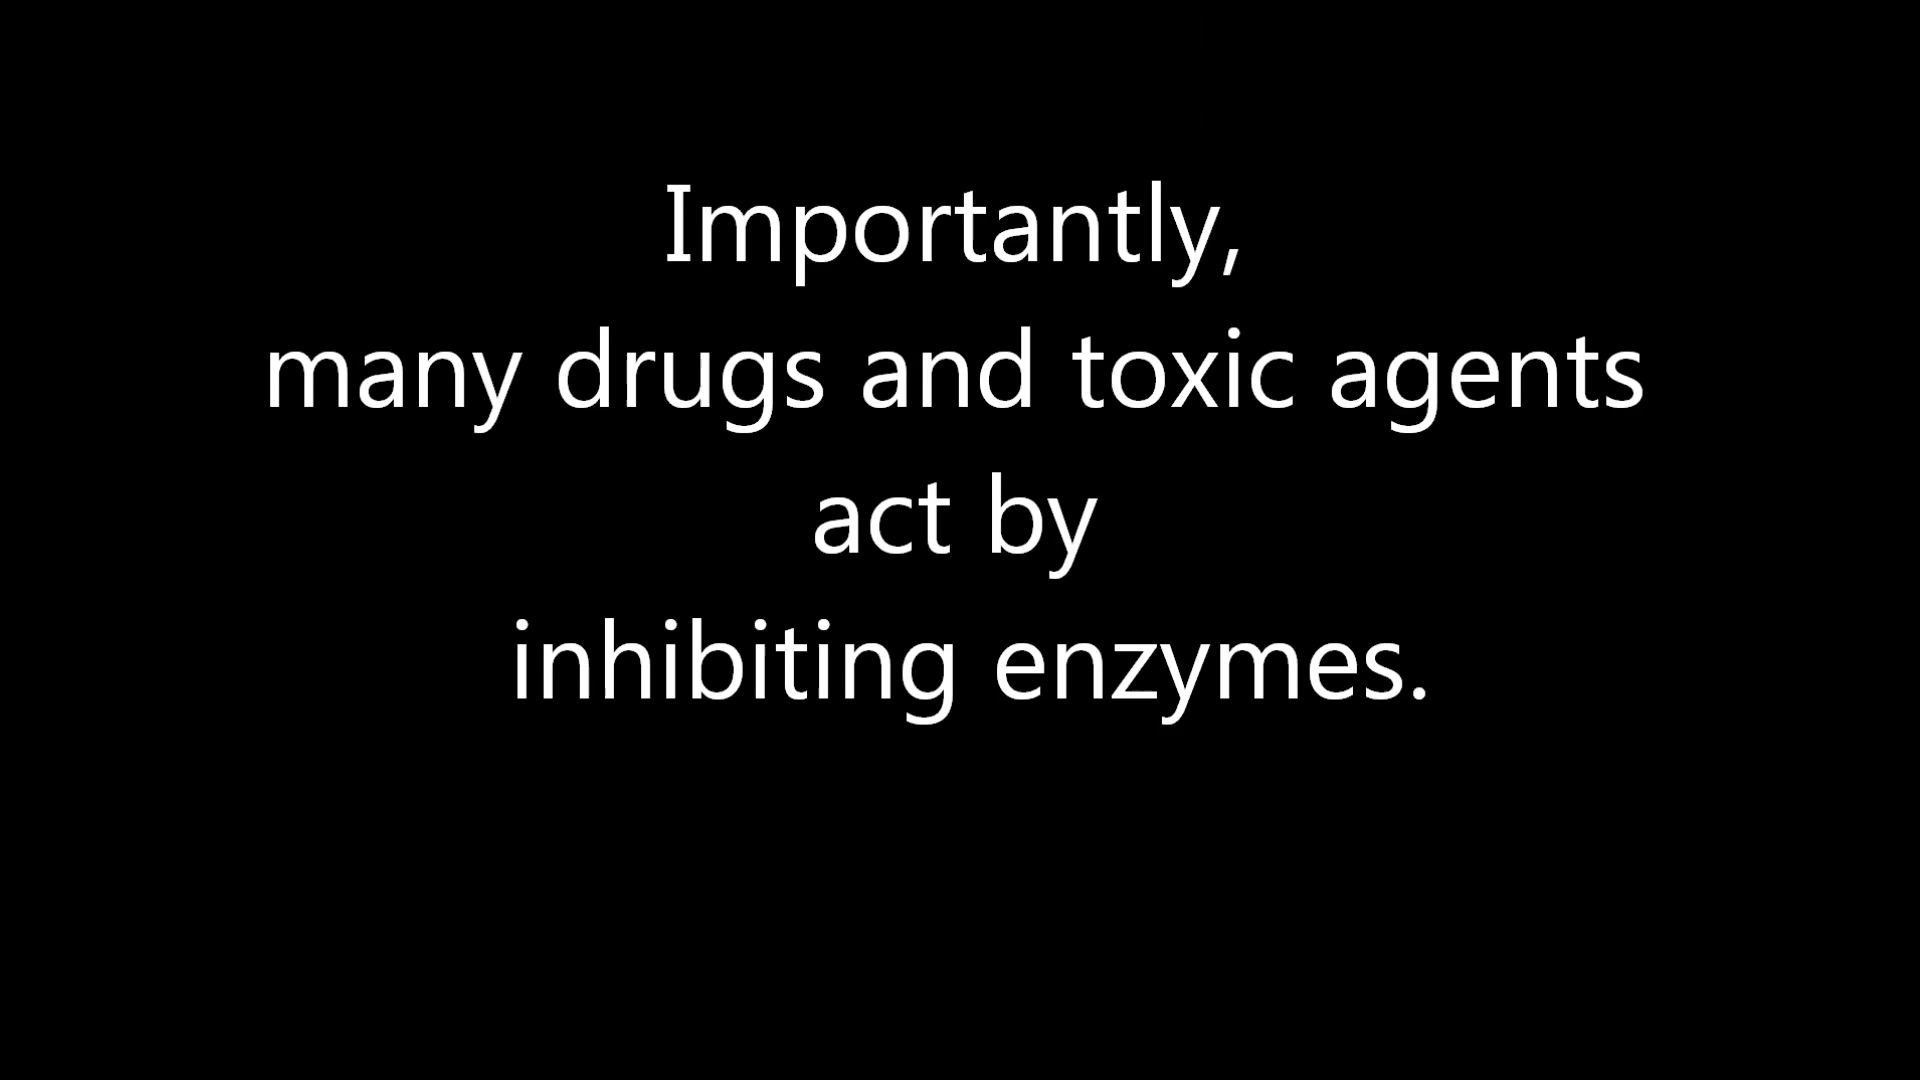 Importantly,
many drugs and toxic agents
act by
inhibiting enzymes.